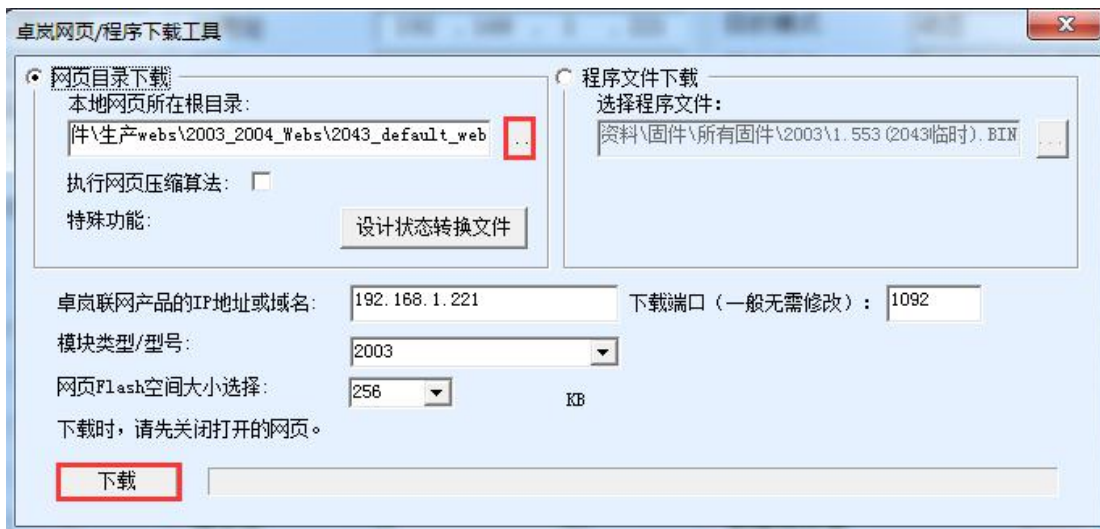 卓岚网页/程序下载工具
网页目录下载
本地网页所在根目录:
件\生产webs\2003_2004_Webs\2043_default_web
..
执行网页压缩算法:
特殊功能:
设计状态转换文件
程序文件下载
选择程序文件:
资料\固件\所有固件\2003\1.553(2043临时).BIN
...
卓岚联网产品的IP地址或域名:
192.168.1.221
下载端口（一般无需修改）:
1092
模块类型/型号:
2003
网页Flash空间大小选择:
256
KB
下载时，请先关闭打开的网页。
下载